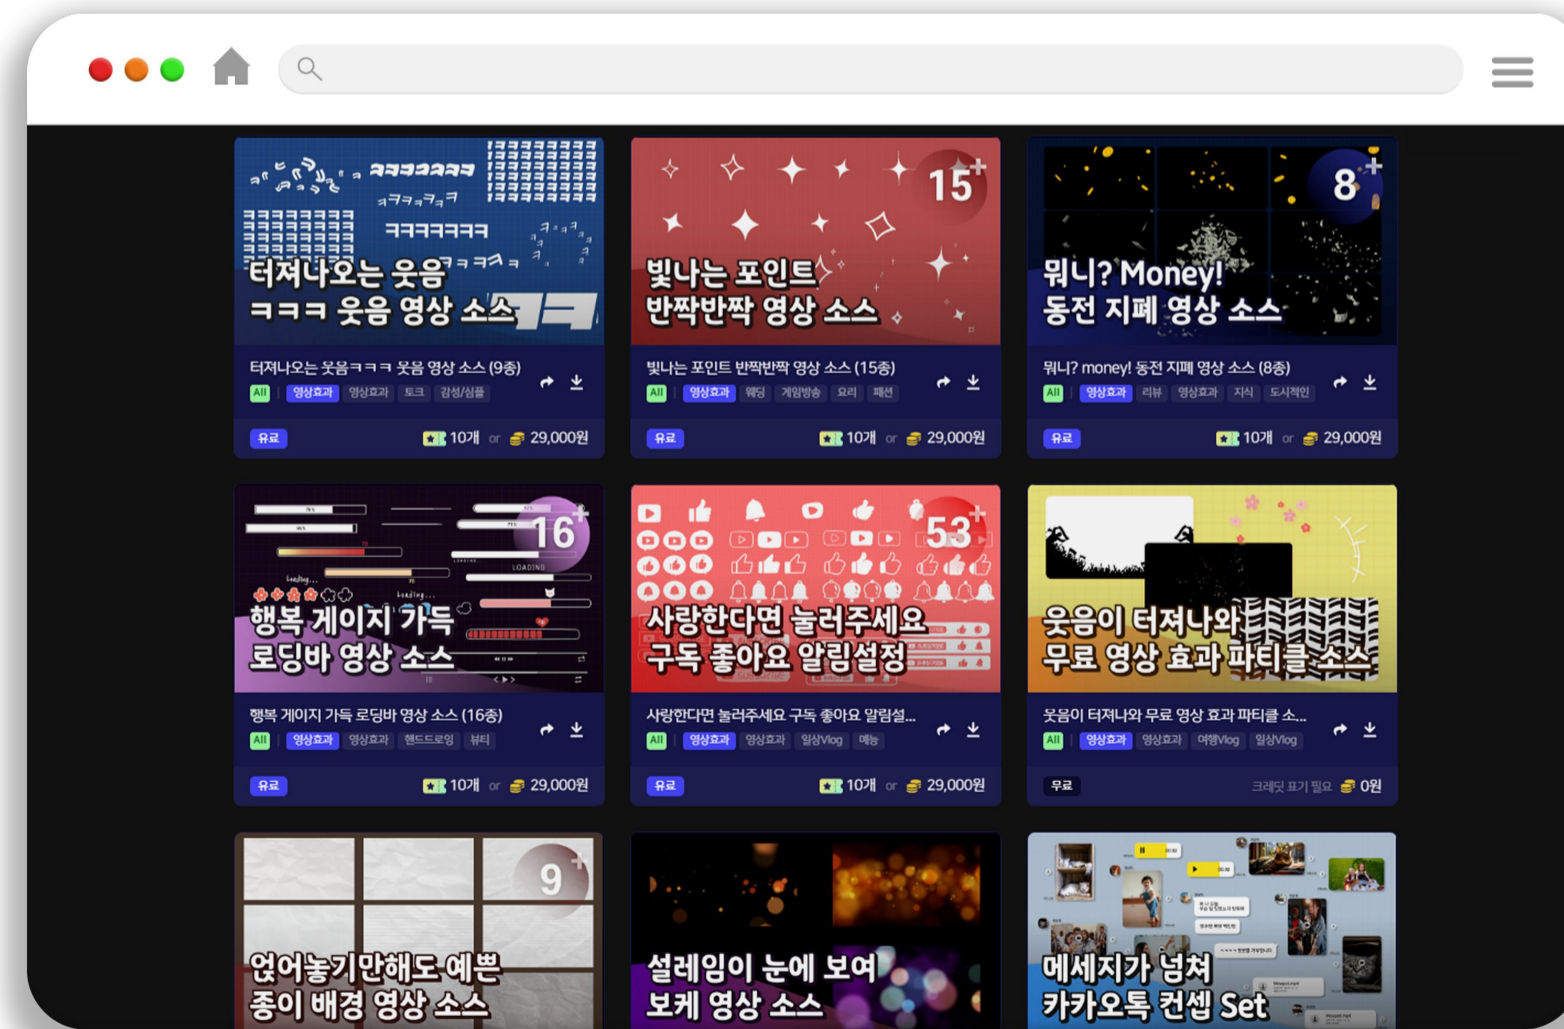 터져나오는 웃음
ㅋㅋㅋ 웃음 영상 소스
터져나오는 웃음ㅋㅋㅋ 웃음 영상 소스 (9종)
All 영상효과 영상효과 토크 감성/심플
유료 10개 or 29,000원
15+
빛나는 포인트
반짝반짝 영상 소스
빛나는 포인트 반짝반짝 영상 소스 (15종)
All 영상효과 웨딩 게임방송 요리 패션
유료 10개 or 29,000원
8+
뭐니? Money!
동전 지폐 영상 소스
뭐니? money! 동전 지폐 영상 소스 (8종)
All 영상효과 리뷰 영상효과 지식 도시적인
유료 10개 or 29,000원
16+
Loading...
LOADING
Loading...
행복 게이지 가득
로딩바 영상 소스
행복 게이지 가득 로딩바 영상 소스 (16종)
All 영상효과 영상효과 핸드드로잉 뷰티
유료 10개 or 29,000원
53+
사랑한다면 눌러주세요
구독 좋아요 알림설정
사랑한다면 눌러주세요 구독 좋아요 알림설...
All 영상효과 영상효과 일상Vlog 예능
유료 10개 or 29,000원
웃음이 터져나와
무료 영상 효과 파티클 소스
웃음이 터져나와 무료 영상 효과 파티클 소...
All 영상효과 영상효과 여행Vlog 일상Vlog
무료 크레딧 표기 필요 0원
9+
얹어놓기만해도 예쁜
종이 배경 영상 소스
설레임이 눈에 보여
보케 영상 소스
메세지가 넘쳐
카카오톡 컨셉 Set